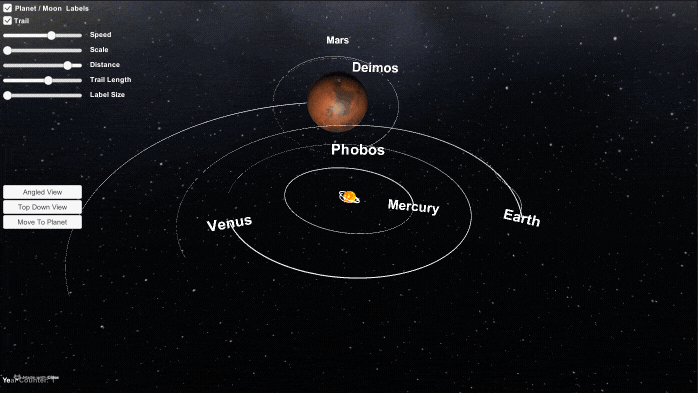 Planet / Moon Labels
Trail
Speed
Scale
Distance
Trail Length
Label Size
Mars
Deimos
Phobos
Mercury
Venus
Earth
Angled View
Top Down View
Move To Planet
Year Counter: 1